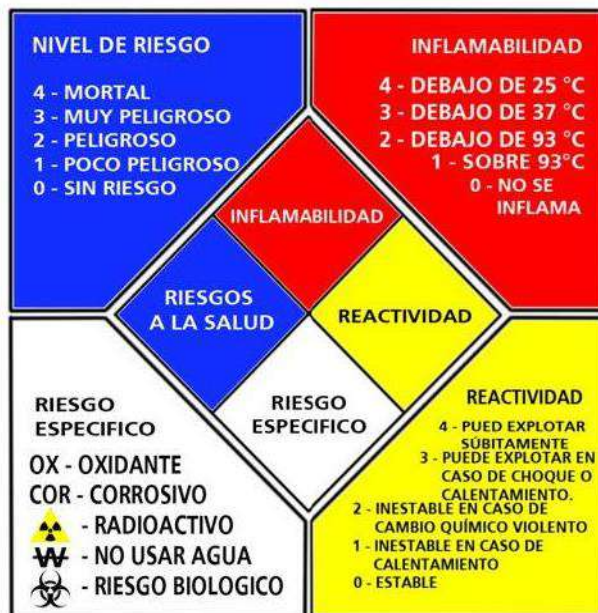 NIVEL DE RIESGO
4 - MORTAL
3 - MUY PELIGROSO
2 - PELIGROSO
1 - POCO PELIGROSO
0 - SIN RIESGO
INFLAMABILIDAD
4 - DEBAJO DE 25 °C
3 - DEBAJO DE 37 °C
2 - DEBAJO DE 93 °C
1 - SOBRE 93°C
0 - NO SE
INFLAMA
INFLAMABILIDAD
RIESGOS
A LA SALUD
REACTIVIDAD
RIESGO
ESPECIFICO
RIESGO
ESPECIFICO
OX - OXIDANTE
COR - CORROSIVO
- RADIOACTIVO
W - NO USAR AGUA
- RIESGO BIOLOGICO
REACTIVIDAD
4 - PUED EXPLOTAR
SÚBITAMENTE
3 - PUEDE EXPLOTAR EN
CASO DE CHOQUE O
CALENTAMIENTO.
2 - INESTABLE EN CASO DE
CAMBIO QUÍMICO VIOLENTO
1 - INESTABLE EN CASO DE
CALENTAMIENTO
0 - ESTABLE